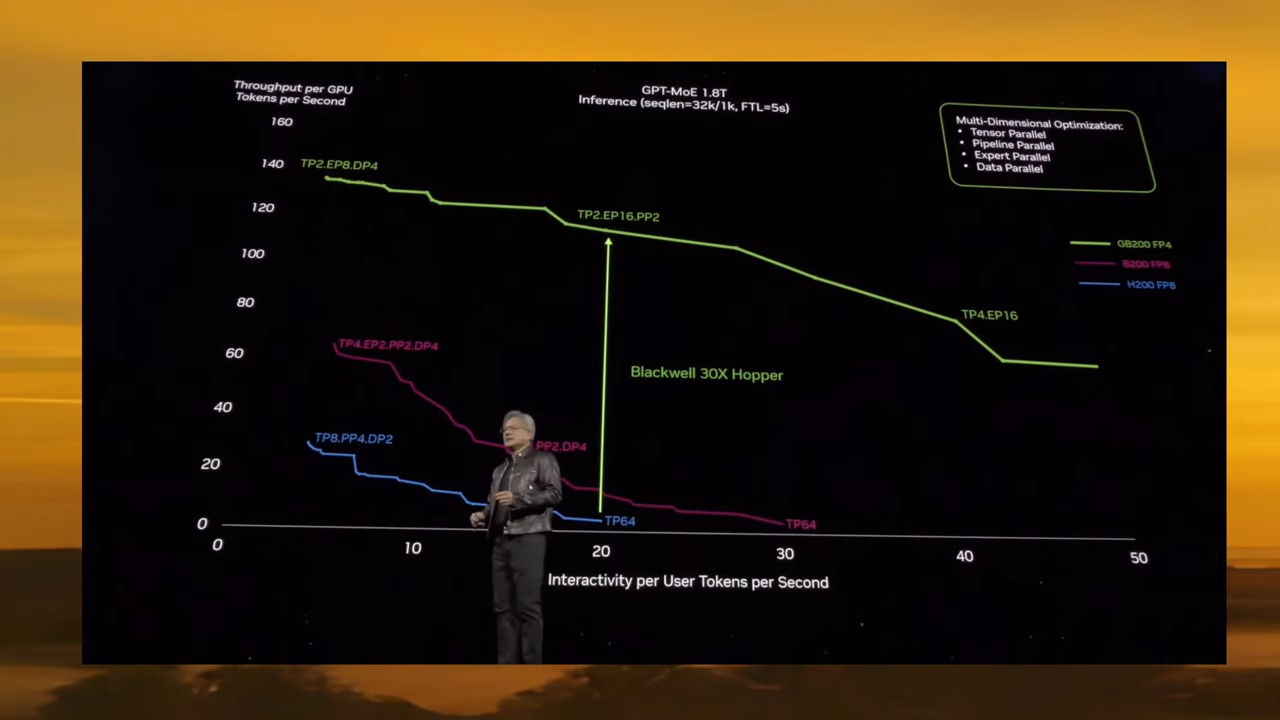 Throughput per GPU
Tokens per Second
GPT-MoE 1.8T
Inference (seqlen=32k/1k, FTL=5s)
Multi-Dimensional Optimization:
• Tensor Parallel
• Pipeline Parallel
• Expert Parallel
• Data Parallel
160
140
120
100
80
60
40
20
0
TP2.EP8.DP4
TP2.EP16.PP2
TP4.EP16
GB200 FP4
B200 FP8
H200 FP8
TP4.EP2.PP2.DP4
Blackwell 30X Hopper
TP8.PP4.DP2
PP2.DP4
TP64
TP64
0
10
20
30
40
50
Interactivity per User Tokens per Second